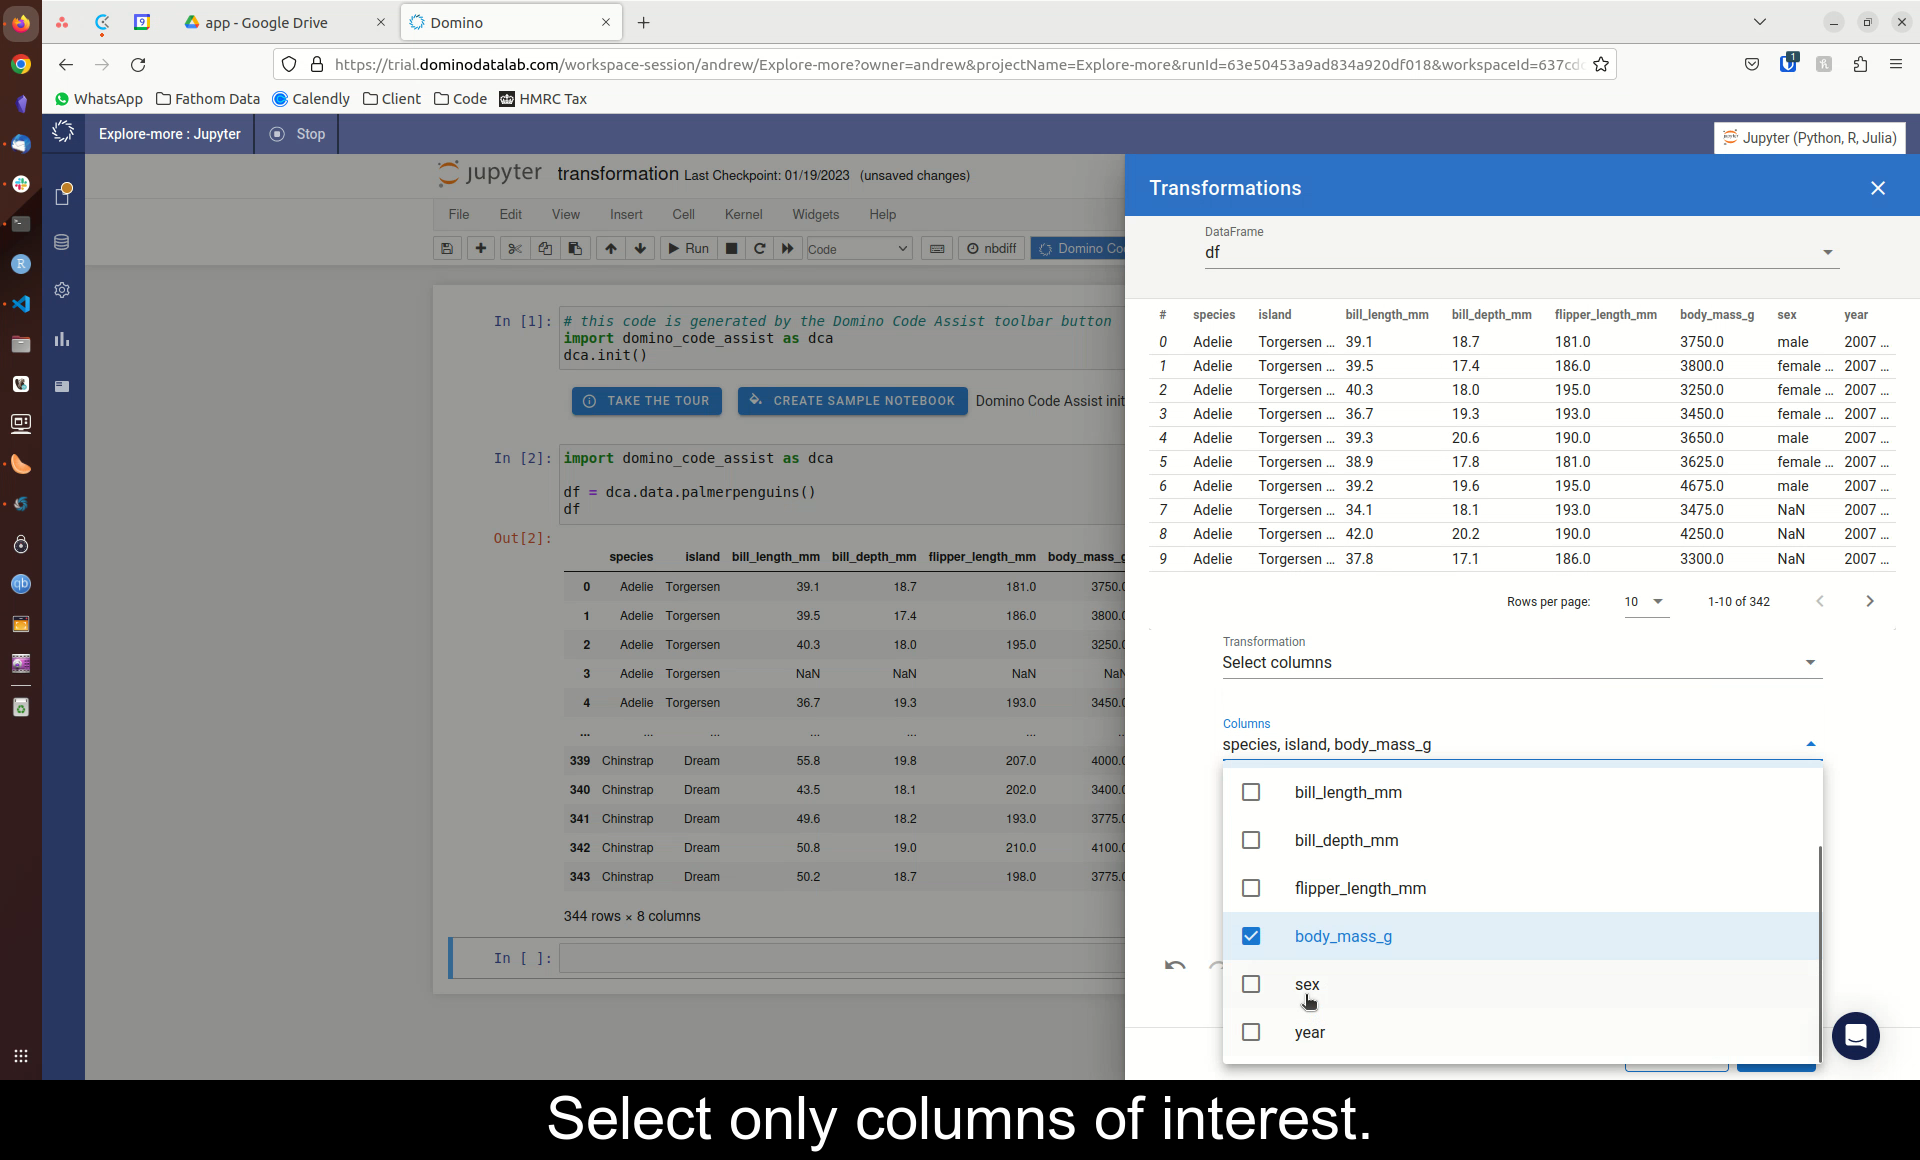 app - Google Drive
Domino
https://trial.dominodatalab.com/workspace-session/andrew/Explore-more?owner=andrew&projectName=Explore-more&runId=63e50453a9ad834a920df018&workspaceId=637cd
WhatsApp Fathom Data Calendly Client Code HMRC Tax
Explore-more : Jupyter Stop
Jupyter (Python, R, Julia)
jupyter transformation Last Checkpoint: 01/19/2023 (unsaved changes)
File Edit View Insert Cell Kernel Widgets Help
Run Code nbdiff Domino Co
In [1]: # this code is generated by the Domino Code Assist toolbar button
import domino_code_assist as dca
dca.init()
TAKE THE TOUR CREATE SAMPLE NOTEBOOK Domino Code Assist init
In [2]: import domino_code_assist as dca
df = dca.data.palmerpenguins()
df
Out[2]:
species island bill_length_mm bill_depth_mm flipper_length_mm body_mass_g
0 Adelie Torgersen 39.1 18.7 181.0 3750.0
1 Adelie Torgersen 39.5 17.4 186.0 3800.0
2 Adelie Torgersen 40.3 18.0 195.0 3250.0
3 Adelie Torgersen NaN NaN NaN NaN
4 Adelie Torgersen 36.7 19.3 193.0 3450.0
... ... ... ... ... ... ...
339 Chinstrap Dream 55.8 19.8 207.0 4000.0
340 Chinstrap Dream 43.5 18.1 202.0 3400.0
341 Chinstrap Dream 49.6 18.2 193.0 3775.0
342 Chinstrap Dream 50.8 19.0 210.0 4100.0
343 Chinstrap Dream 50.2 18.7 198.0 3775.0
344 rows × 8 columns
In [ ]:
Transformations
DataFrame
df
# species island bill_length_mm bill_depth_mm flipper_length_mm body_mass_g sex year
0 Adelie Torgersen ... 39.1 18.7 181.0 3750.0 male 2007 ...
1 Adelie Torgersen ... 39.5 17.4 186.0 3800.0 female ... 2007 ...
2 Adelie Torgersen ... 40.3 18.0 195.0 3250.0 female ... 2007 ...
3 Adelie Torgersen ... 36.7 19.3 193.0 3450.0 female ... 2007 ...
4 Adelie Torgersen ... 39.3 20.6 190.0 3650.0 male 2007 ...
5 Adelie Torgersen ... 38.9 17.8 181.0 3625.0 female ... 2007 ...
6 Adelie Torgersen ... 39.2 19.6 195.0 4675.0 male 2007 ...
7 Adelie Torgersen ... 34.1 18.1 193.0 3475.0 NaN 2007 ...
8 Adelie Torgersen ... 42.0 20.2 190.0 4250.0 NaN 2007 ...
9 Adelie Torgersen ... 37.8 17.1 186.0 3300.0 NaN 2007 ...
Rows per page: 10 1-10 of 342
Transformation
Select columns
Columns
species, island, body_mass_g
bill_length_mm
bill_depth_mm
flipper_length_mm
body_mass_g
sex
year
Select only columns of interest.